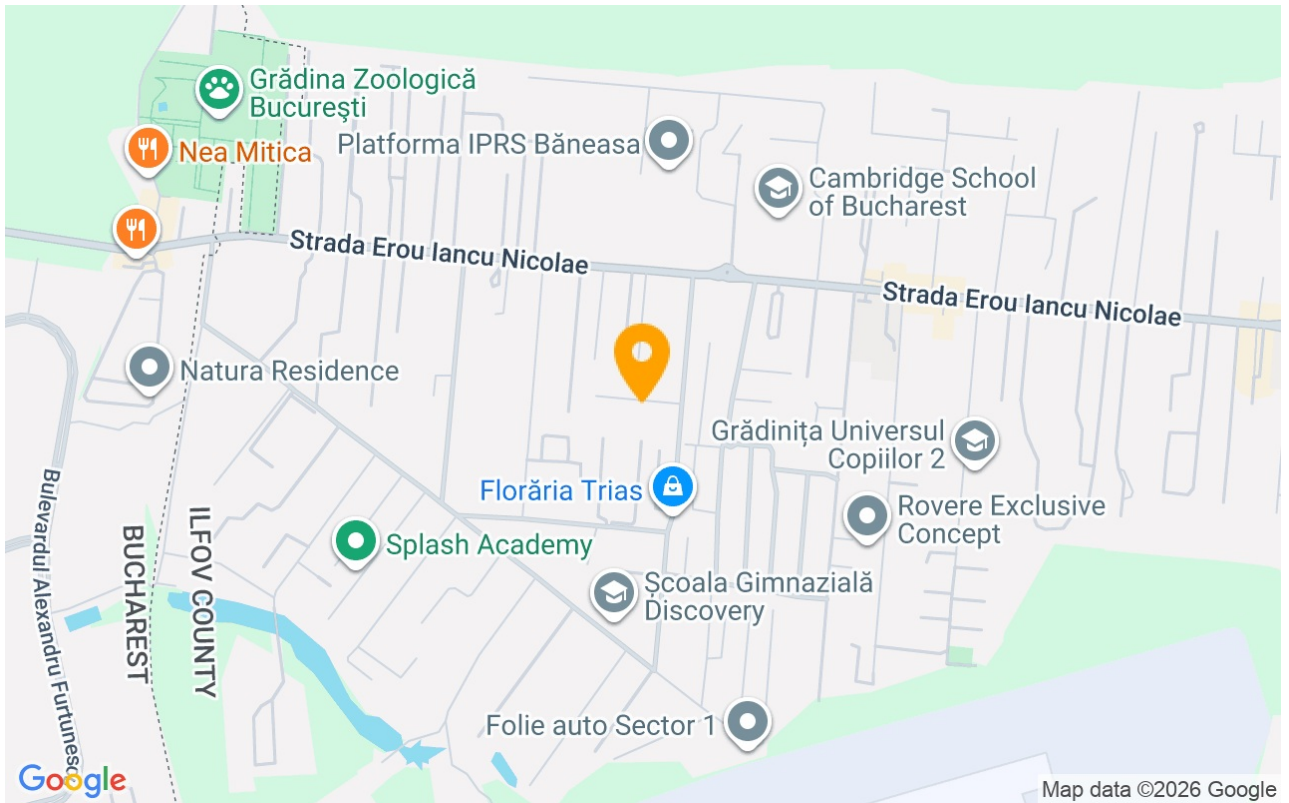 Grădina Zoologică
București
Nea Mitica
Platforma IPRS Băneasa
Cambridge School
of Bucharest
Strada Erou Iancu Nicolae
Strada Erou Iancu Nicolae
Natura Residence
Grădinița Universul
Copiilor 2
Florăria Trias
Rovere Exclusive
Concept
Splash Academy
Școala Gimnazială
Discovery
ILFOV COUNTY
BUCHAREST
Bulevardul Alexandru Furtunesc
Folie auto Sector 1
Google
Map data ©2026 Google